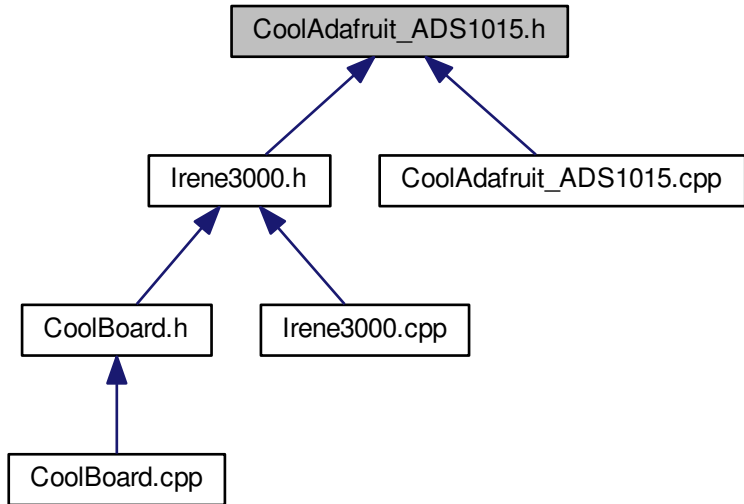 CoolAdafruit_ADS1015.h
Irene3000.h
CoolAdafruit_ADS1015.cpp
CoolBoard.h
Irene3000.cpp
CoolBoard.cpp